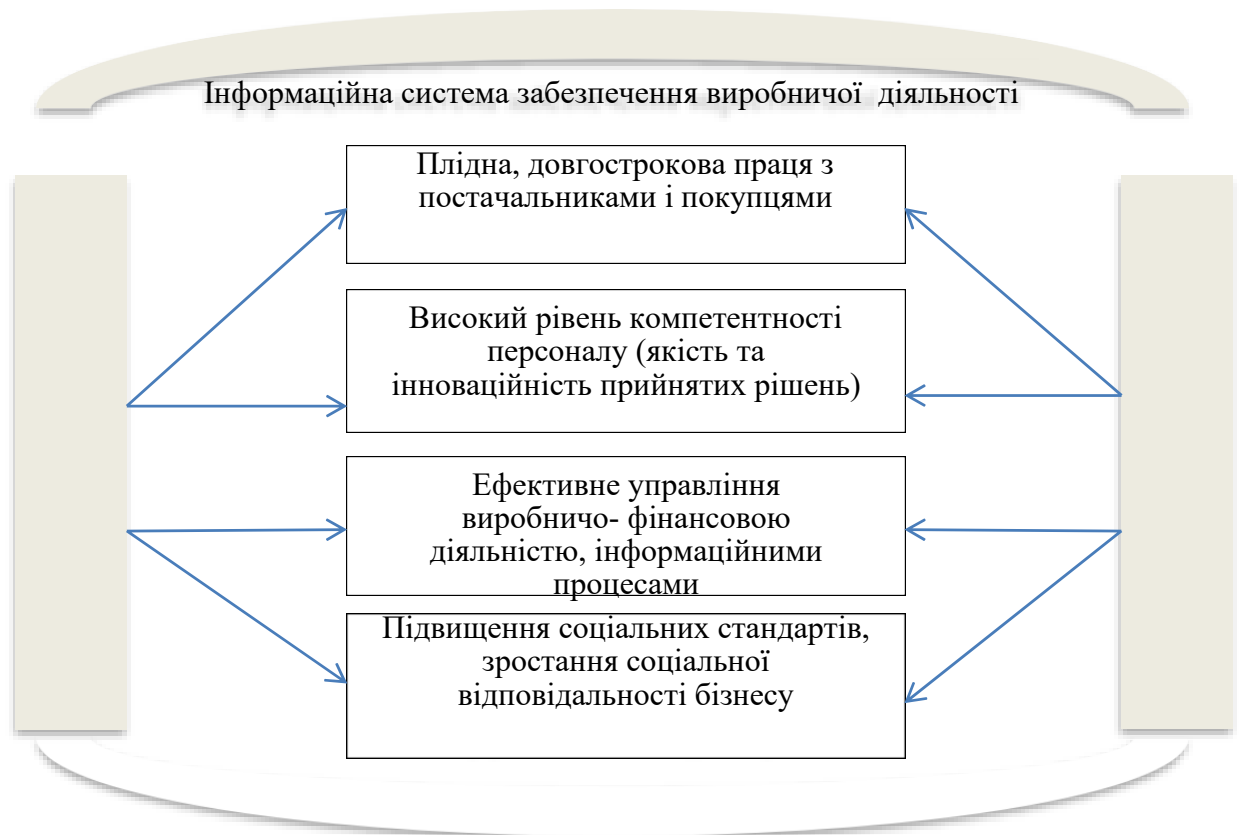 Інформаційна система забезпечення виробничої діяльності
Плідна, довгострокова праця з
постачальниками і покупцями
Високий рівень компетентності
персоналу (якість та
інноваційність прийнятих рішень)
Ефективне управління
виробничо- фінансовою
діяльністю, інформаційними
процесами
Підвищення соціальних стандартів,
зростання соціальної
відповідальності бізнесу